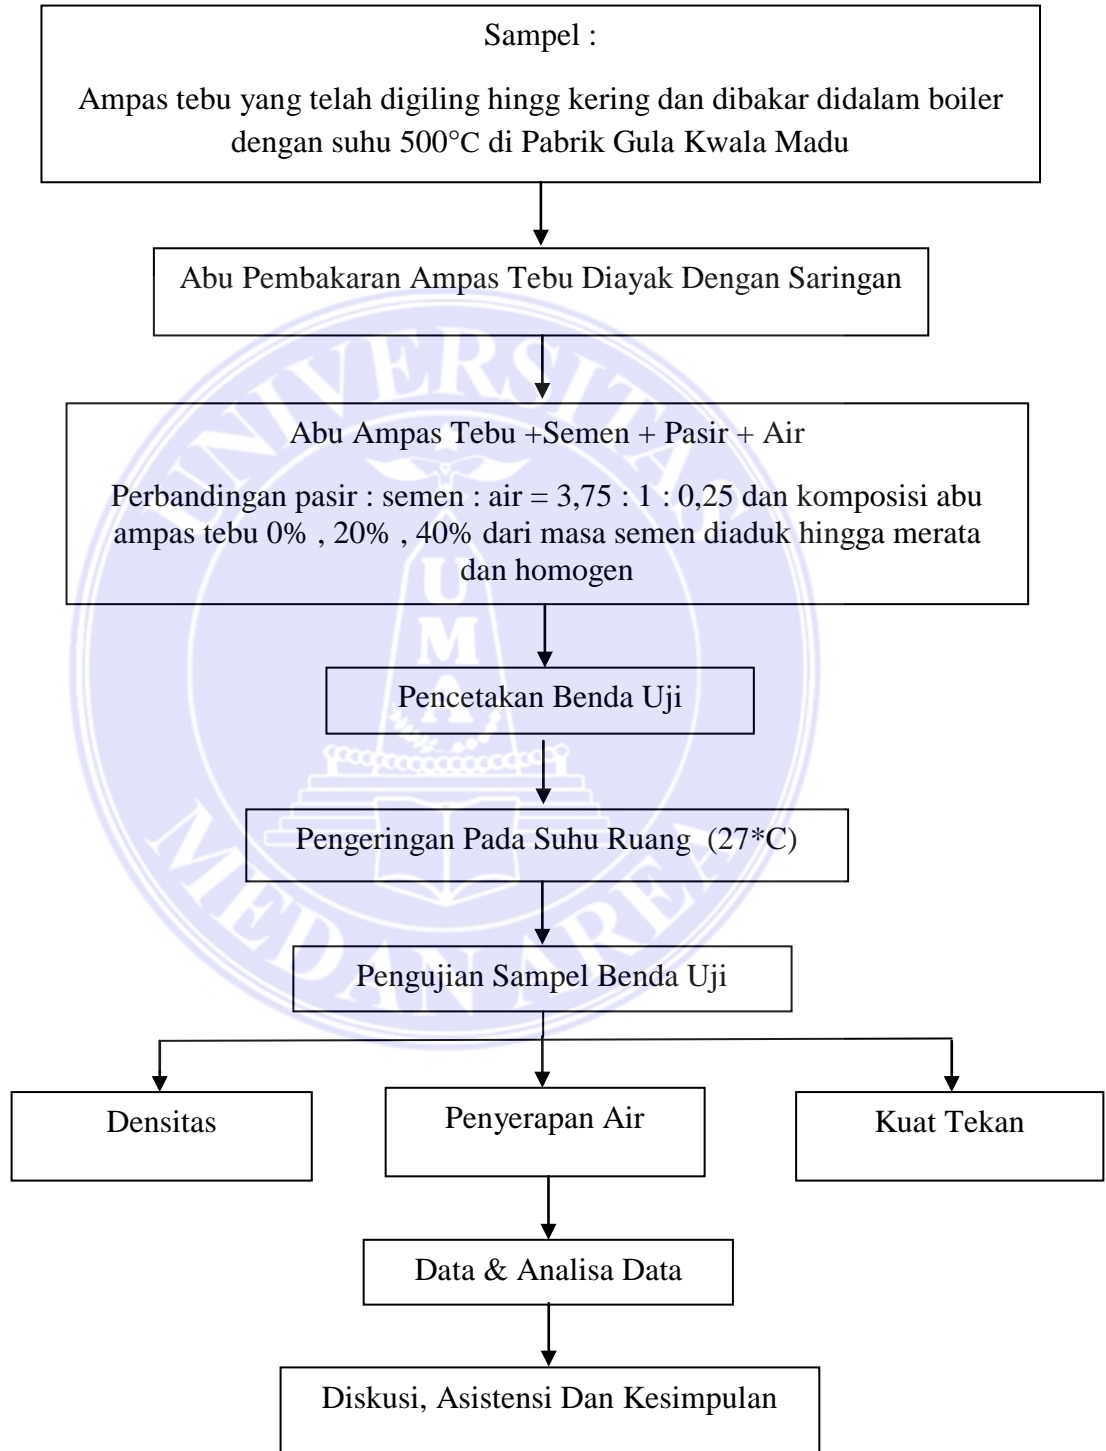 Sampel :
Ampas tebu yang telah digiling hingg kering dan dibakar didalam boiler
dengan suhu 500°C di Pabrik Gula Kwala Madu
Abu Pembakaran Ampas Tebu Diayak Dengan Saringan
Abu Ampas Tebu +Semen + Pasir + Air
Perbandingan pasir : semen : air = 3,75 : 1 : 0,25 dan komposisi abu
ampas tebu 0% , 20% , 40% dari masa semen diaduk hingga merata
dan homogen
Pencetakan Benda Uji
Pengeringan Pada Suhu Ruang (27*C)
Pengujian Sampel Benda Uji
Densitas
Penyerapan Air
Kuat Tekan
Data & Analisa Data
Diskusi, Asistensi Dan Kesimpulan
UNIVERSITAS
UMA
MEDAN AREA